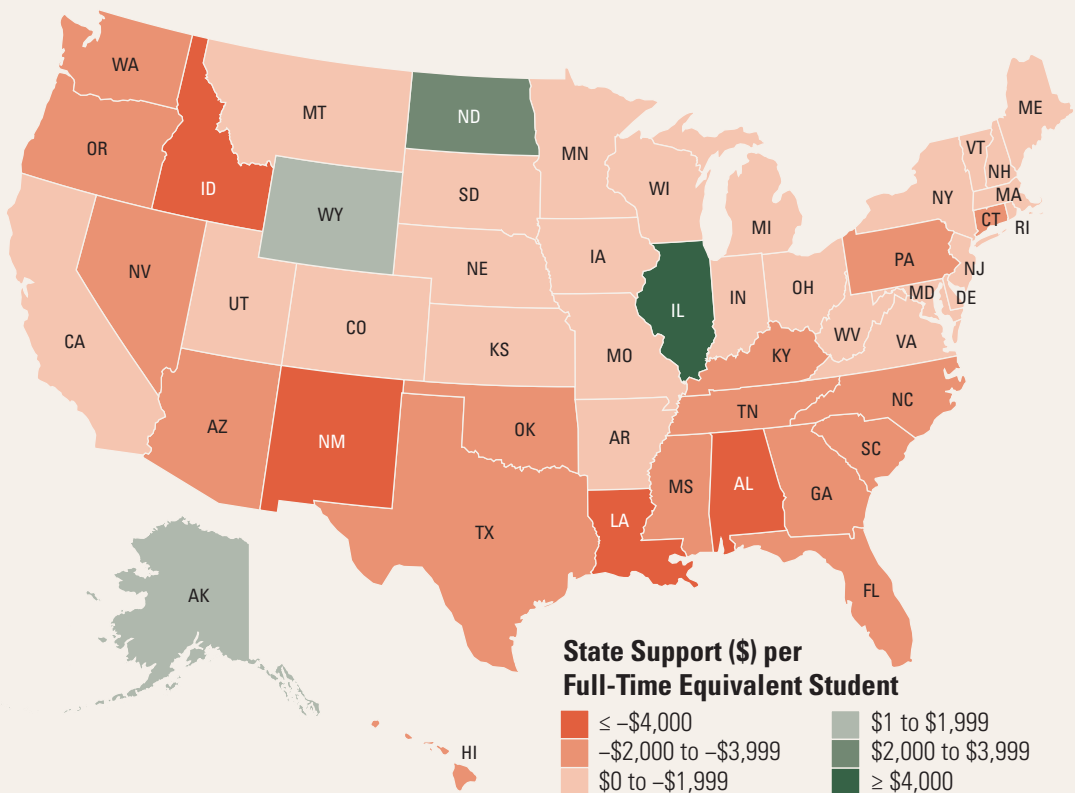 WA
MT
ND
ME
OR
MN
VT
ID
NH
SD
WI
MA
NY
WY
CT
RI
MI
IA
PA
NV
NE
NJ
OH
UT
IN
MD
DE
IL
CO
CA
WV
VA
KS
MO
KY
NC
TN
AZ
OK
NM
AR
SC
MS
AL
GA
LA
TX
AK
FL
HI
State Support ($) per
Full-Time Equivalent Student
≤ –$4,000
–$2,000 to –$3,999
$0 to –$1,999
$1 to $1,999
$2,000 to $3,999
≥ $4,000